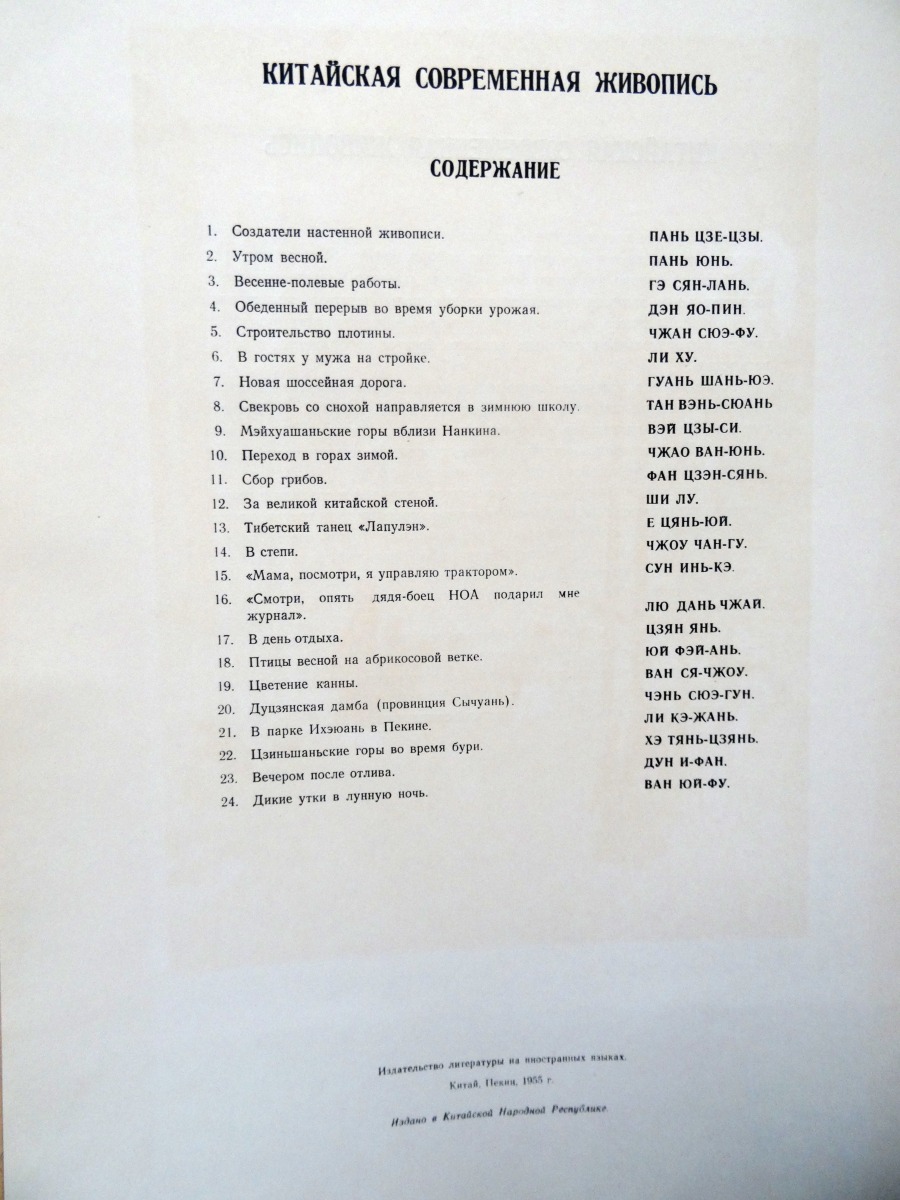 КИТАЙСКАЯ СОВРЕМЕННАЯ ЖИВОПИСЬ
СОДЕРЖАНИЕ
1. Создатели настенной живописи. ПАНЬ ЦЗЕ-ЦЗЫ.
2. Утром весной. ПАНЬ ЮНЬ.
3. Весенне-полевые работы. ГЭ СЯН-ЛАНЬ.
4. Обеденный перерыв во время уборки урожая. ДЭН ЯО-ПИН.
5. Строительство плотины. ЧЖАН СЮЭ-ФУ.
6. В гостях у мужа на стройке. ЛИ ХУ.
7. Новая шоссейная дорога. ГУАНЬ ШАНЬ-ЮЭ.
8. Свекровь со снохой направляется в зимнюю школу. ТАН ВЭНЬ-СЮАНЬ
9. Мэйхуашаньские горы вблизи Нанкина. ВЭЙ ЦЗЫ-СИ.
10. Переход в горах зимой. ЧЖАО ВАН-ЮНЬ.
11. Сбор грибов. ФАН ЦЗЭН-СЯНЬ.
12. За великой китайской стеной. ШИ ЛУ.
13. Тибетский танец «Лапулэн». Е ЦЯНЬ-ЮЙ.
14. В степи. ЧЖОУ ЧАН-ГУ.
15. «Мама, посмотри, я управляю трактором». СУН ИНЬ-КЭ.
16. «Смотри, опять дядя-боец НОА подарил мне
журнал». ЛЮ ДАНЬ ЧЖАЙ.
17. В день отдыха. ЦЗЯН ЯНЬ.
18. Птицы весной на абрикосовой ветке. ЮЙ ФЭЙ-АНЬ.
19. Цветение канны. ВАН СЯ-ЧЖОУ.
20. Дуцзянская дамба (провинция Сычуань). ЧЭНЬ СЮЭ-ГУН.
21. В парке Ихэюань в Пекине. ЛИ КЭ-ЖАНЬ.
22. Цзиньшаньские горы во время бури. ХЭ ТЯНЬ-ЦЗЯНЬ.
23. Вечером после отлива. ДУН И-ФАН.
24. Дикие утки в лунную ночь. ВАН ЮЙ-ФУ.
Издательство литературы на иностранных языках.
Китай, Пекин, 1955 г.
Издано в Китайской Народной Республике.